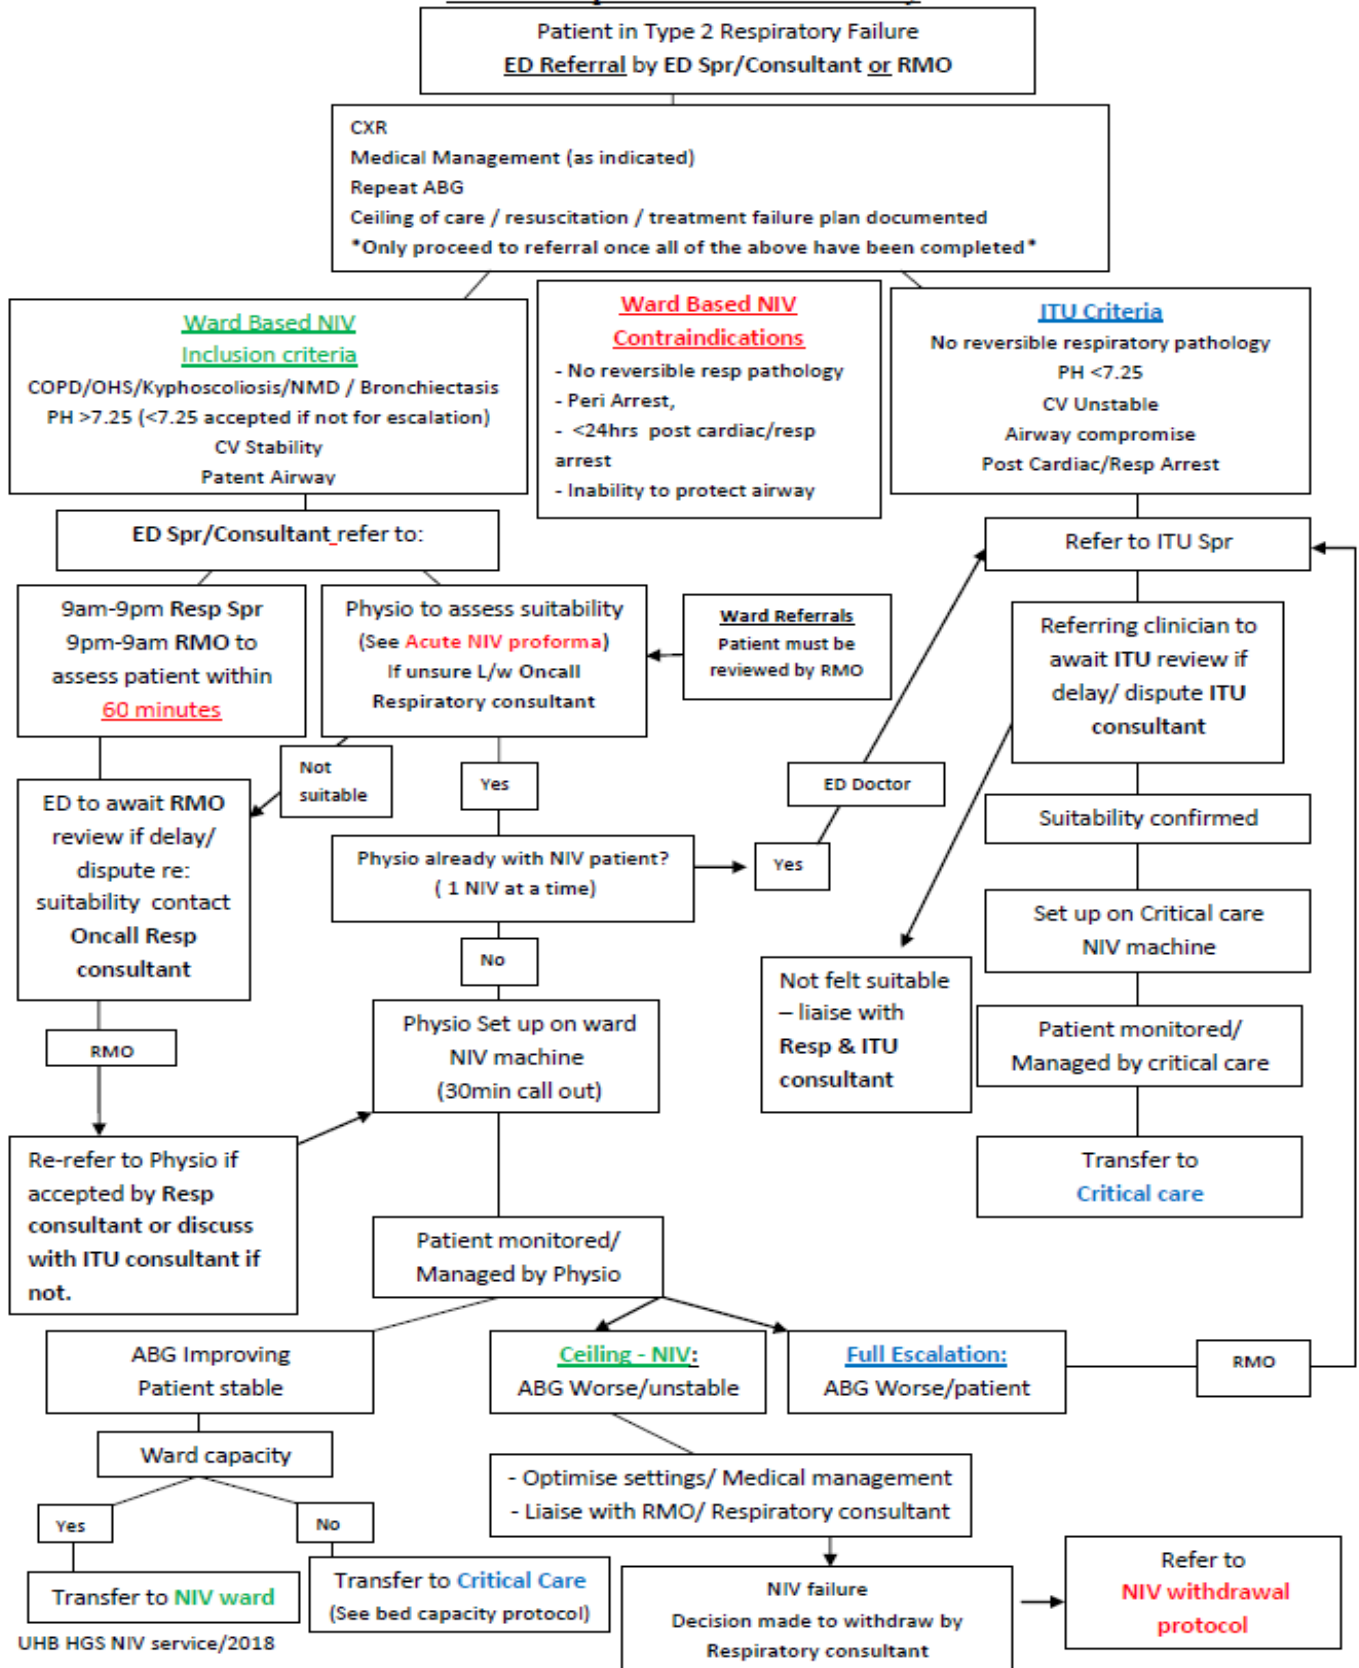 Patient in Type 2 Respiratory Failure
ED Referral by ED Spr/Consultant or RMO
CXR
Medical Management (as indicated)
Repeat ABG
Ceiling of care / resuscitation / treatment failure plan documented
*Only proceed to referral once all of the above have been completed*
Ward Based NIV
Inclusion criteria
COPD/OHS/Kyphoscoliosis/NMD / Bronchiectasis
PH >7.25 (<7.25 accepted if not for escalation)
CV Stability
Patent Airway
Ward Based NIV
Contraindications
- No reversible resp pathology
- Peri Arrest,
- <24hrs post cardiac/resp
arrest
- Inability to protect airway
ITU Criteria
No reversible respiratory pathology
PH <7.25
CV Unstable
Airway compromise
Post Cardiac/Resp Arrest
ED Spr/Consultant refer to:
Refer to ITU Spr
9am-9pm Resp Spr
9pm-9am RMO to
assess patient within
60 minutes
Physio to assess suitability
(See Acute NIV proforma)
If unsure L/w Oncall
Respiratory consultant
Ward Referrals
Patient must be
reviewed by RMO
Referring clinician to
await ITU review if
delay/ dispute ITU
consultant
Not
suitable
Yes
ED Doctor
ED to await RMO
review if delay/
dispute re:
suitability contact
Oncall Resp
consultant
Physio already with NIV patient?
( 1 NIV at a time)
Yes
Suitability confirmed
Set up on Critical care
NIV machine
No
Not felt suitable
– liaise with
Resp & ITU
consultant
RMO
Physio Set up on ward
NIV machine
(30min call out)
Patient monitored/
Managed by critical care
Re-refer to Physio if
accepted by Resp
consultant or discuss
with ITU consultant if
not.
Transfer to
Critical care
Patient monitored/
Managed by Physio
ABG Improving
Patient stable
Ceiling - NIV:
ABG Worse/unstable
Full Escalation:
ABG Worse/patient
RMO
Ward capacity
- Optimise settings/ Medical management
- Liaise with RMO/ Respiratory consultant
Yes
No
Transfer to NIV ward
Transfer to Critical Care
(See bed capacity protocol)
NIV failure
Decision made to withdraw by
Respiratory consultant
Refer to
NIV withdrawal
protocol
UHB HGS NIV service/2018